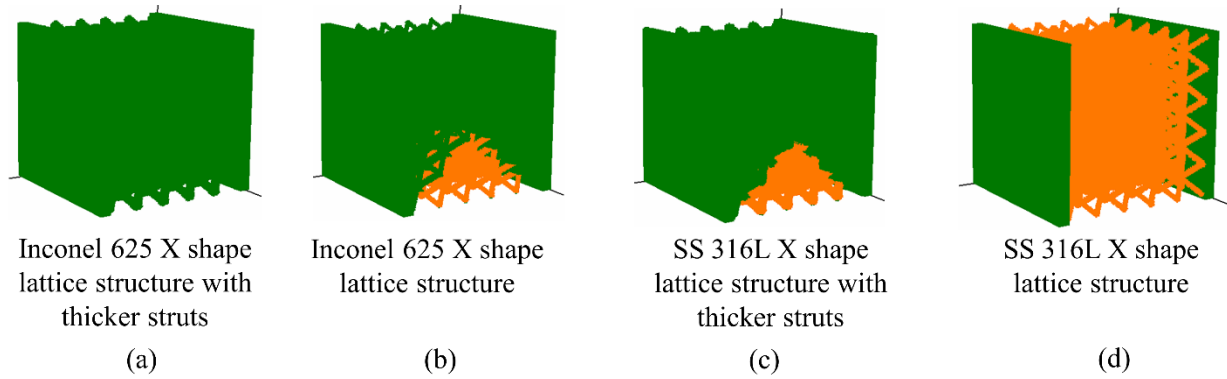 Inconel 625 X shape
lattice structure with
thicker struts
(a)
Inconel 625 X shape
lattice structure
(b)
SS 316L X shape
lattice structure with
thicker struts
(c)
SS 316L X shape
lattice structure
(d)